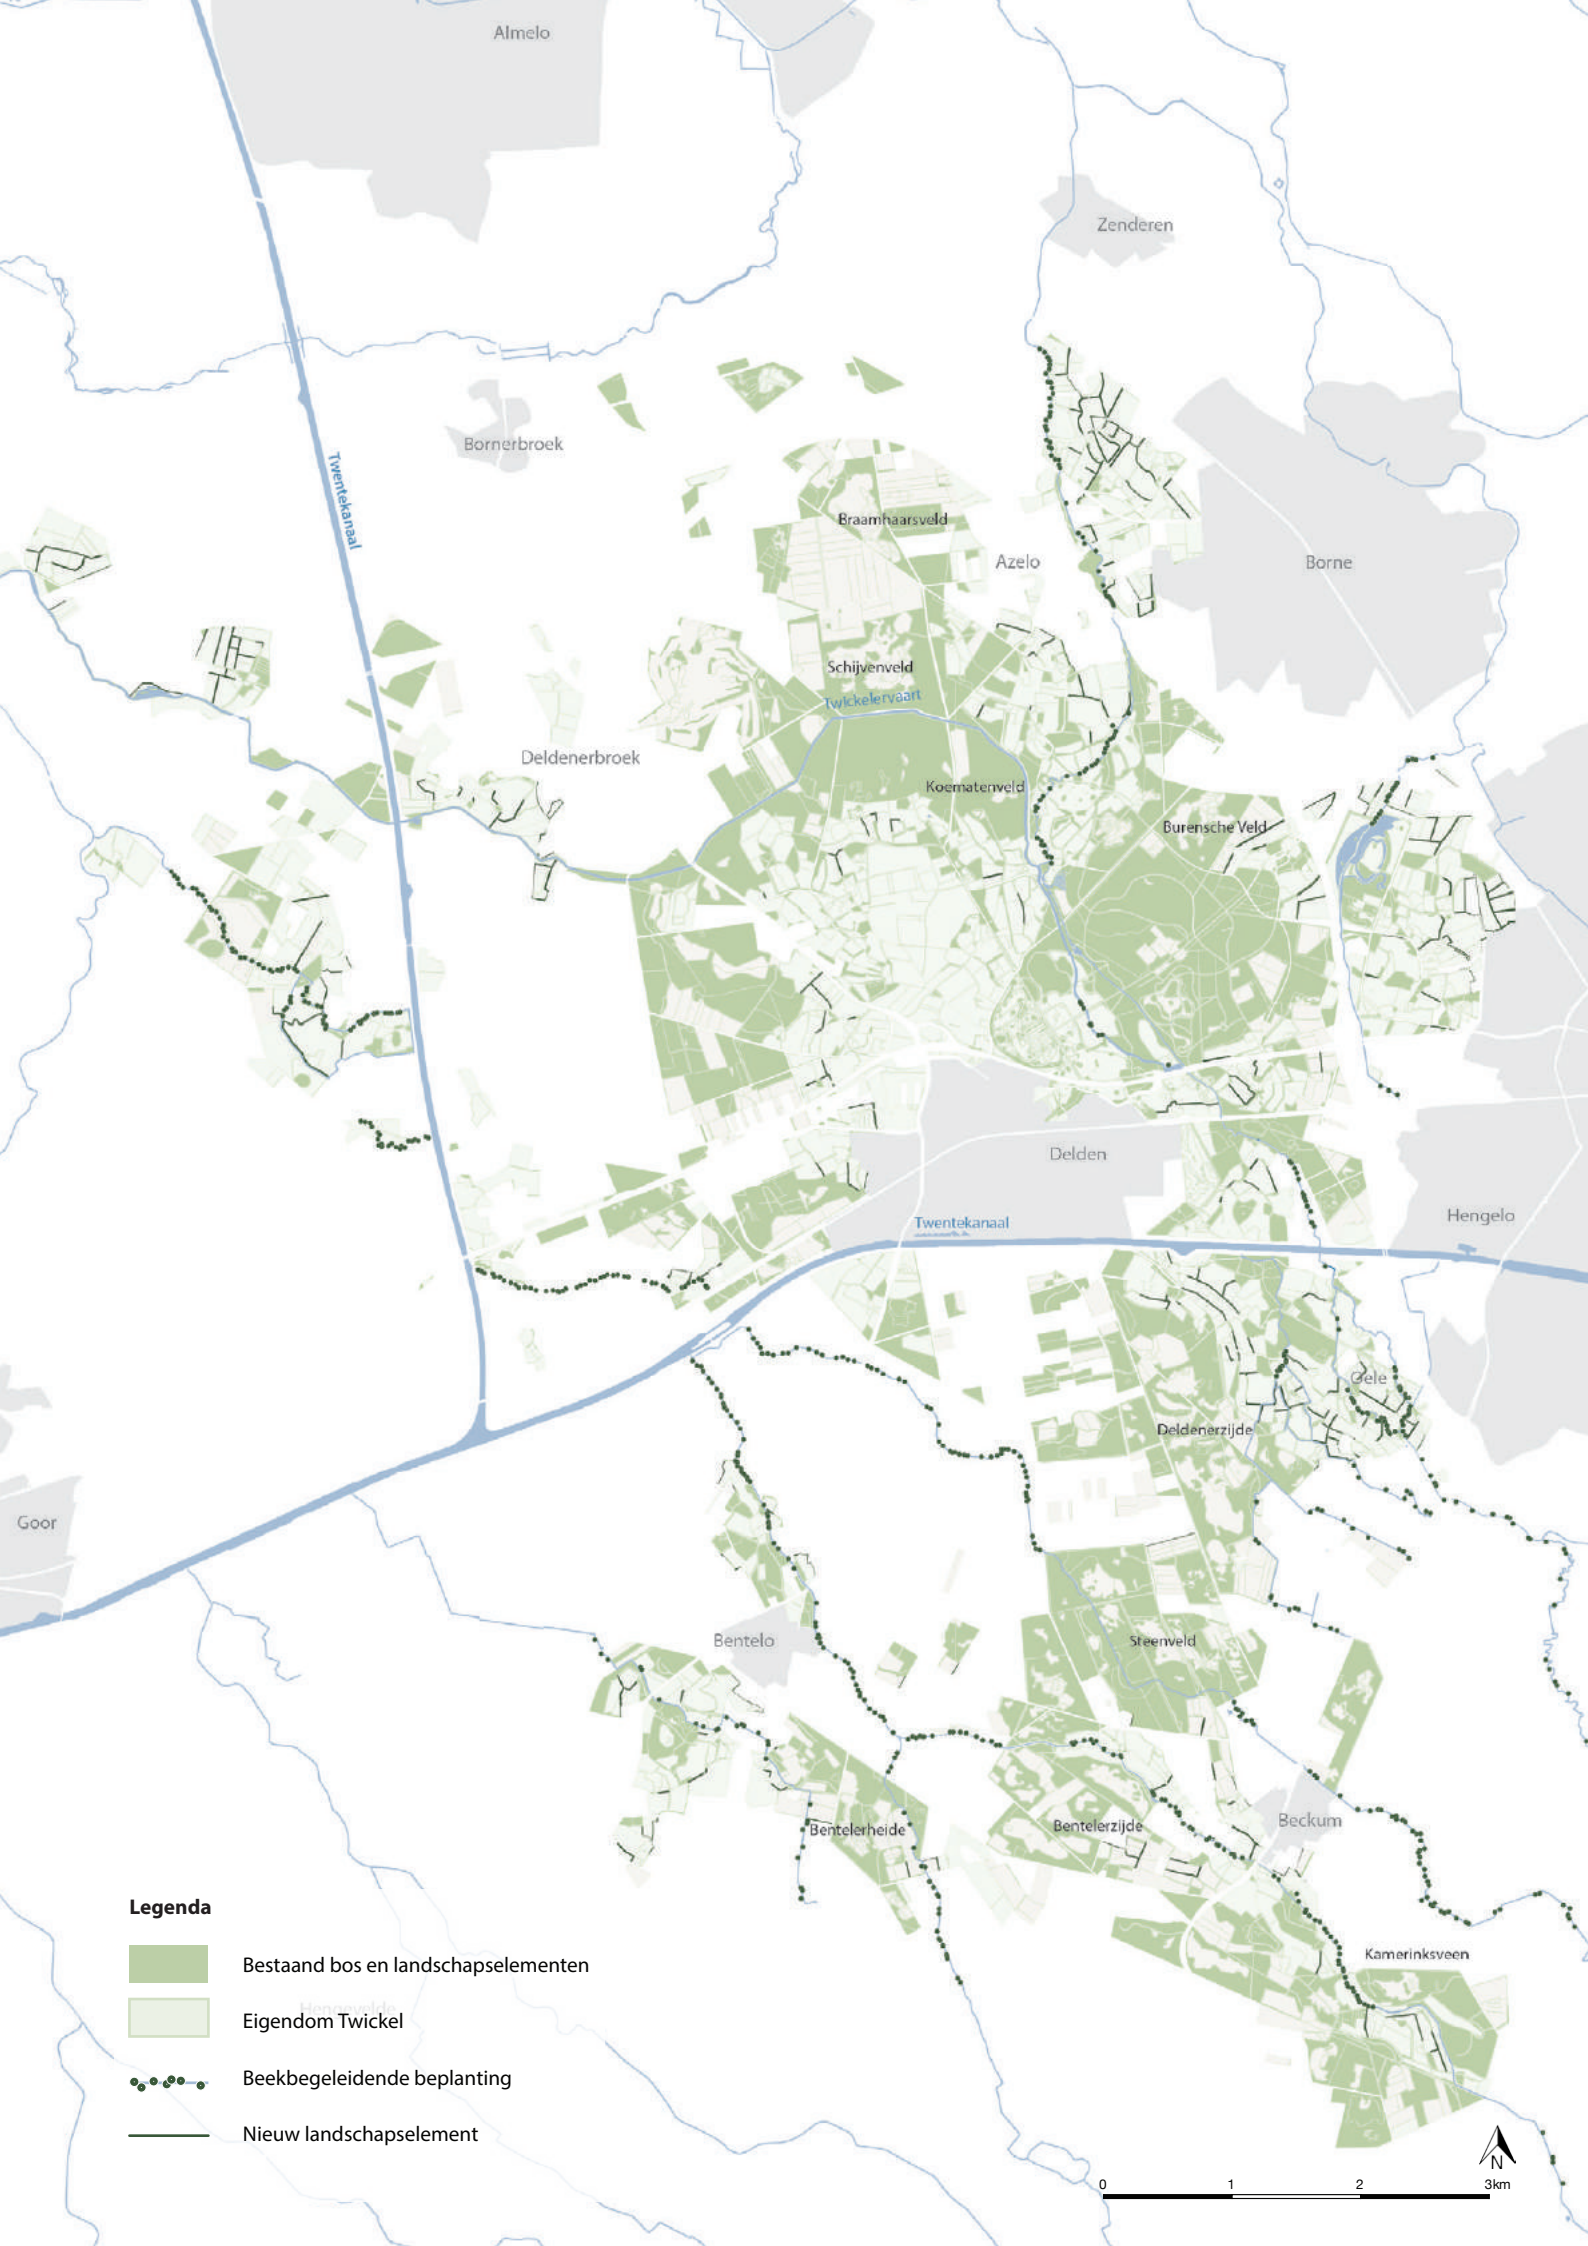 Almelo
Zenderen
Bornerbroek
Twentekanaal
Braamhaarsveld
Azelo
Borne
Schijvenveld
Twickelervaart
Deldenerbroek
Koematenveld
Burensche Veld
Delden
Twentekanaal
Hengelo
Oele
Deldenerzijde
Goor
Bentelo
Steenveld
Bentelerheide
Bentelerzijde
Beckum
Kamerinksveen
Legenda
Bestaand bos en landschapselementen
Hengevelde
Eigendom Twickel
Beekbegeleidende beplanting
Nieuw landschapselement
N
0 1 2 3km